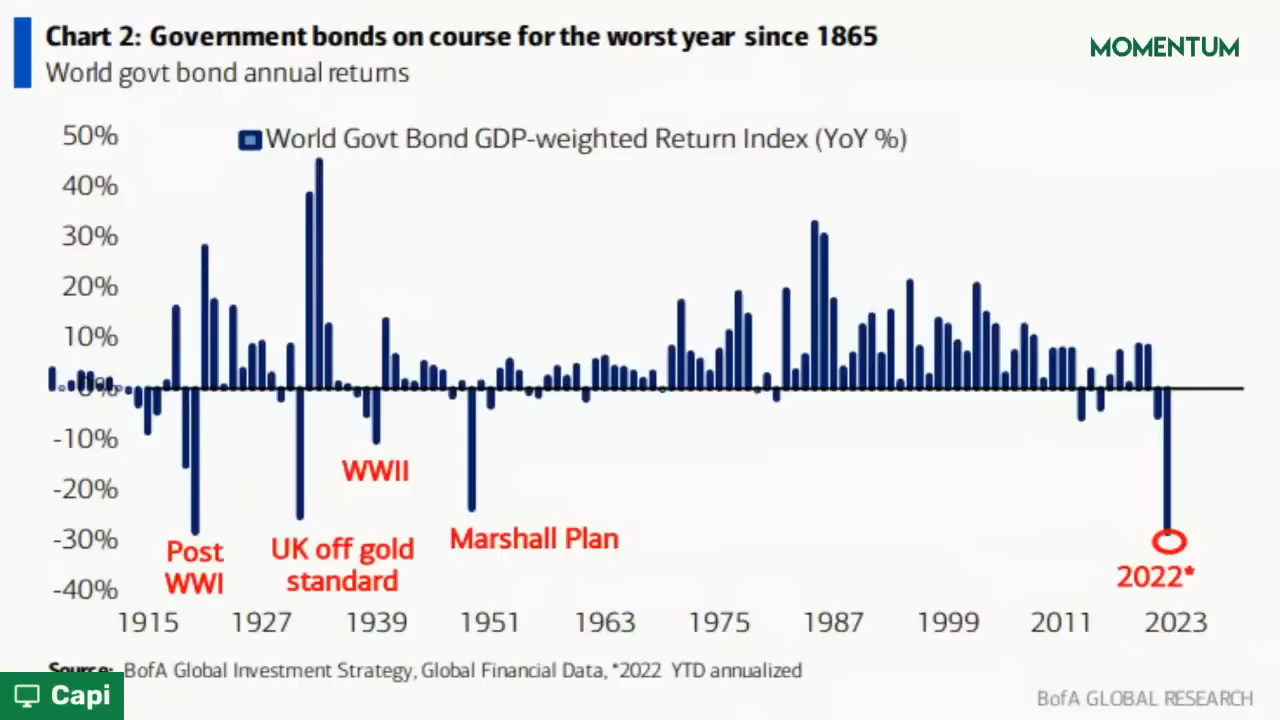 Chart 2: Government bonds on course for the worst year since 1865
MOMENTUM
World govt bond annual returns
World Govt Bond GDP-weighted Return Index (YoY %)
50%
40%
30%
20%
10%
0%
-10%
-20%
-30%
-40%
WWII
Post
WWI
UK off gold
standard
Marshall Plan
2022*
1915 1927 1939 1951 1963 1975 1987 1999 2011 2023
Source: BofA Global Investment Strategy, Global Financial Data, *2022 YTD annualized
Capi
BofA GLOBAL RESEARCH